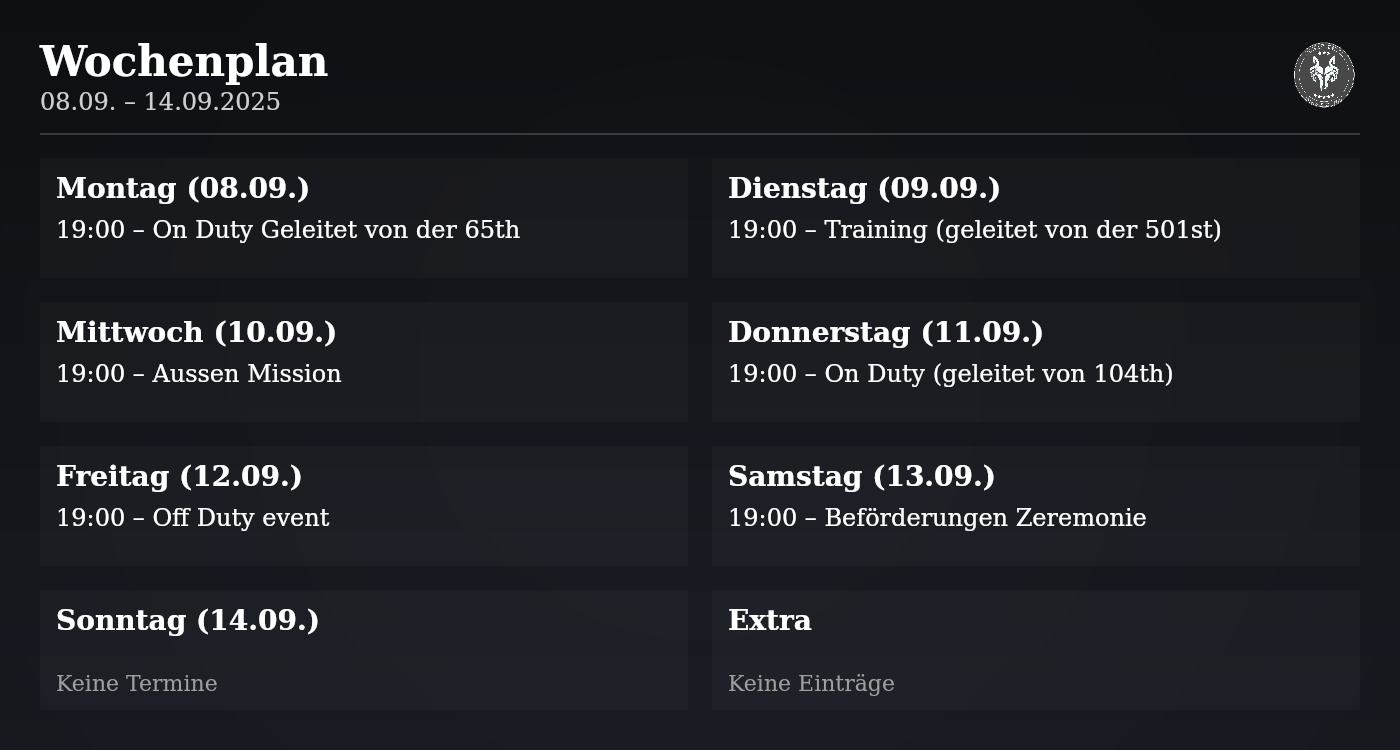 Wochenplan
08.09. – 14.09.2025
Montag (08.09.)
19:00 – On Duty Geleitet von der 65th
Dienstag (09.09.)
19:00 – Training (geleitet von der 501st)
Mittwoch (10.09.)
19:00 – Aussen Mission
Donnerstag (11.09.)
19:00 – On Duty (geleitet von 104th)
Freitag (12.09.)
19:00 – Off Duty event
Samstag (13.09.)
19:00 – Beförderungen Zeremonie
Sonntag (14.09.)
Keine Termine
Extra
Keine Einträge